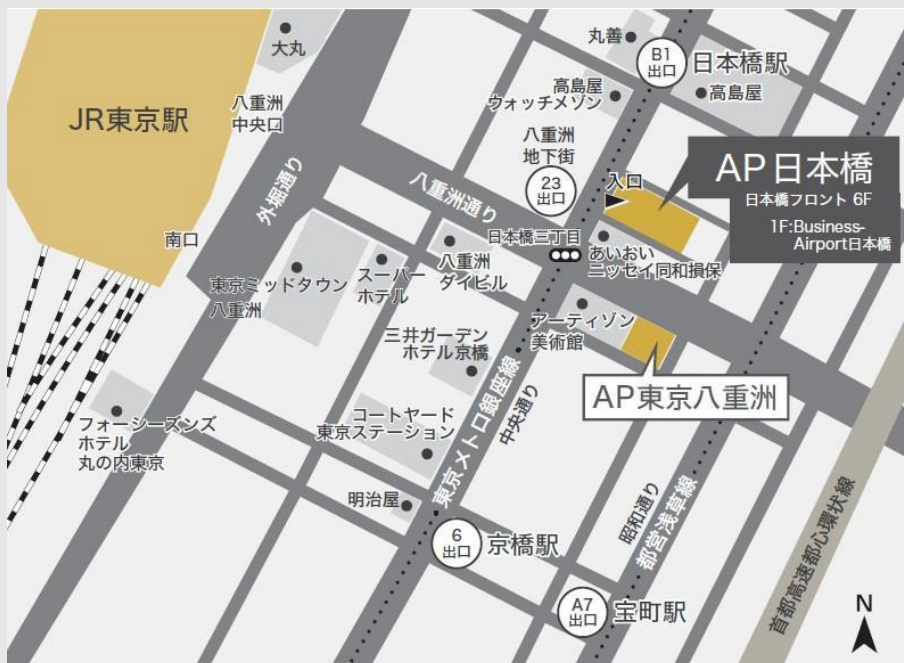 大丸
JR東京駅
八重洲
中央口
外堀通り
南口
丸善
B1
出口
日本橋駅
高島屋
ウォッチメゾン
高島屋
八重洲
地下街
23
出口
入口
AP日本橋
日本橋フロント 6F
1F:Business-
Airport日本橋
八重洲通り
日本橋三丁目
あいおい
ニッセイ同和損保
東京ミッドタウン
八重洲
スーパー
ホテル
八重洲
ダイビル
アーティゾン
美術館
三井ガーデン
ホテル京橋
AP東京八重洲
フォーシーズンズ
ホテル
丸の内東京
コートヤード
東京ステーション
東京メトロ銀座線
中央通り
明治屋
6
出口
京橋駅
昭和通り
都営浅草線
首都高速都心環状線
A7
出口
宝町駅
N